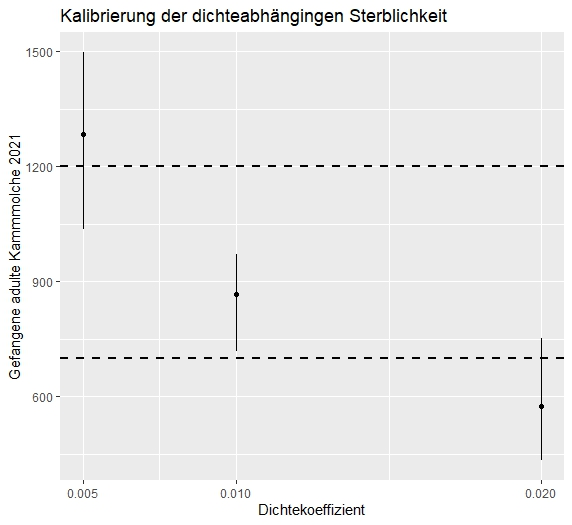 Kalibrierung der dichteabhängingen Sterblichkeit
Gefangene adulte Kammmolche 2021
1500
1200
900
600
0.005 0.010 0.020
Dichtekoeffizient